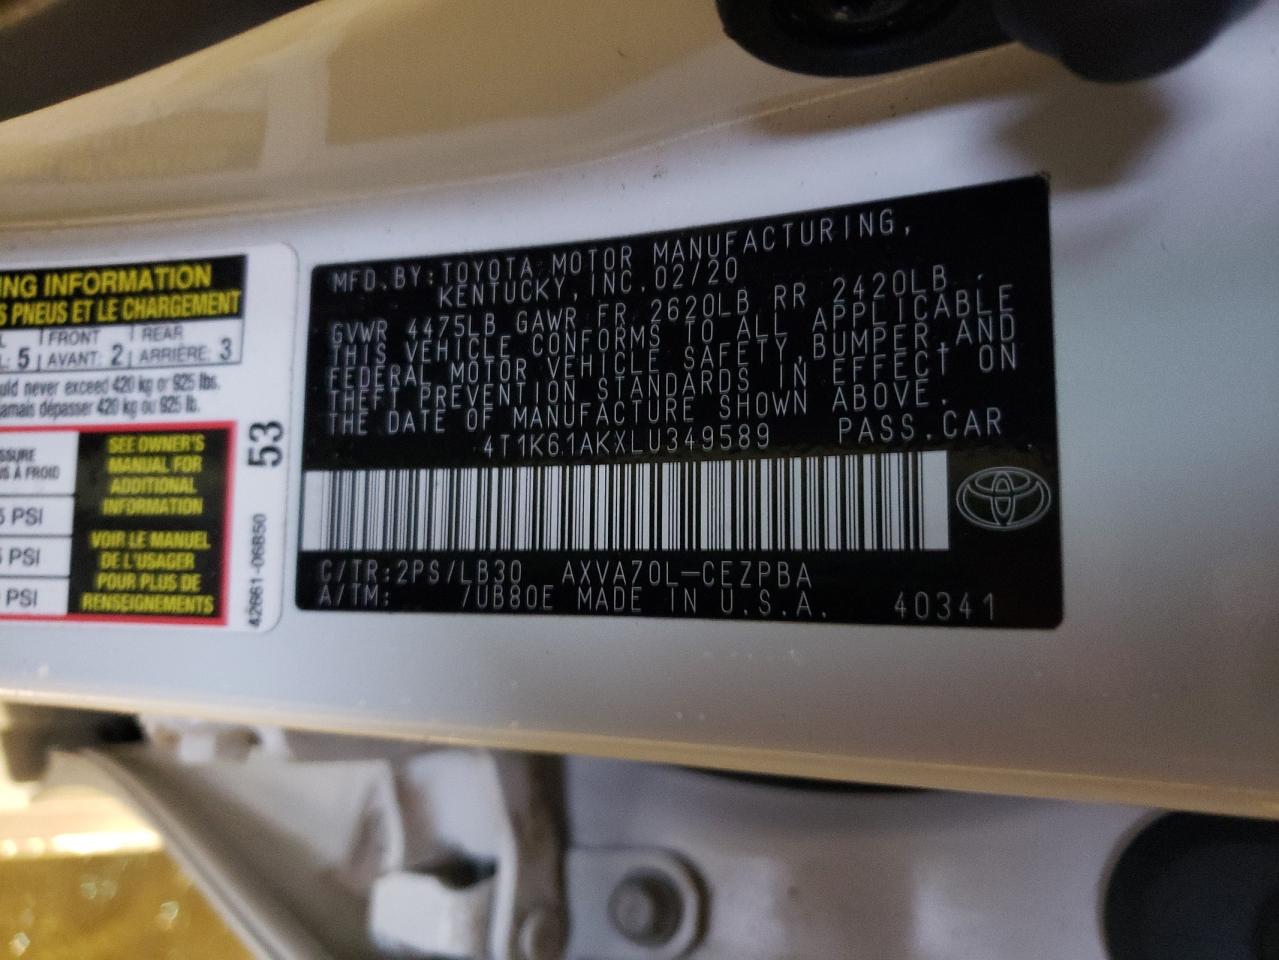 ING INFORMATION
S PNEUS ET LE CHARGEMENT
FRONT REAR
5 AVANT: 2 ARRIÈRE: 3
never exceed 420 kg or 925 lbs.
jamais dépasser 420 kg ou 925 lb.
À FROID
PSI
PSI
PSI
SEE OWNER'S
MANUAL FOR
ADDITIONAL
INFORMATION
VOIR LE MANUEL
DE L'USAGER
POUR PLUS DE
RENSEIGNEMENTS
53
42661-06B50
MFD.BY:TOYOTA MOTOR MANUFACTURING,
KENTUCKY, INC. 02/20
GVWR 4475LB GAWR FR 2620LB RR 2420LB.
THIS VEHICLE CONFORMS TO ALL APPLICABLE
FEDERAL MOTOR VEHICLE SAFETY,BUMPER,AND
THEFT PREVENTION STANDARDS IN EFFECT ON
THE DATE OF MANUFACTURE SHOWN ABOVE.
4T1K61AKXLU349589 PASS.CAR
C/TR:2PS/LB30 AXVA70L-CEZPBA
A/TM: /UB80E MADE IN U.S.A. 40341